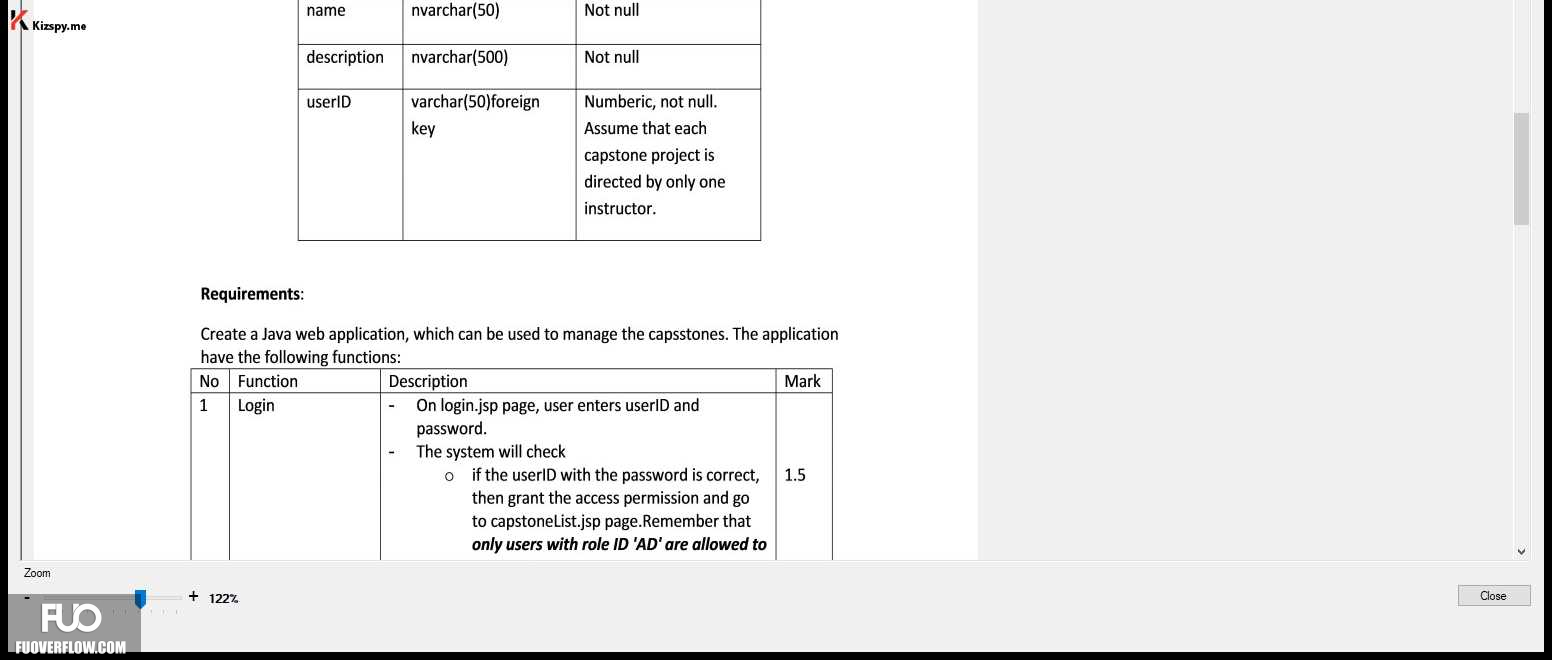 Kizspy.me
name nvarchar(50) Not null
description nvarchar(500) Not null
userID varchar(50)foreign Numberic, not null.
key Assume that each
capstone project is
directed by only one
instructor.
Requirements:
Create a Java web application, which can be used to manage the capsstones. The application
have the following functions:
No Function Description Mark
1 Login - On login.jsp page, user enters userID and
password.
- The system will check
o if the userID with the password is correct, 1.5
then grant the access permission and go
to capstoneList.jsp page.Remember that
only users with role ID 'AD' are allowed to
Zoom
- + 122%
Close
FUO
FUOVERFLOW.COM